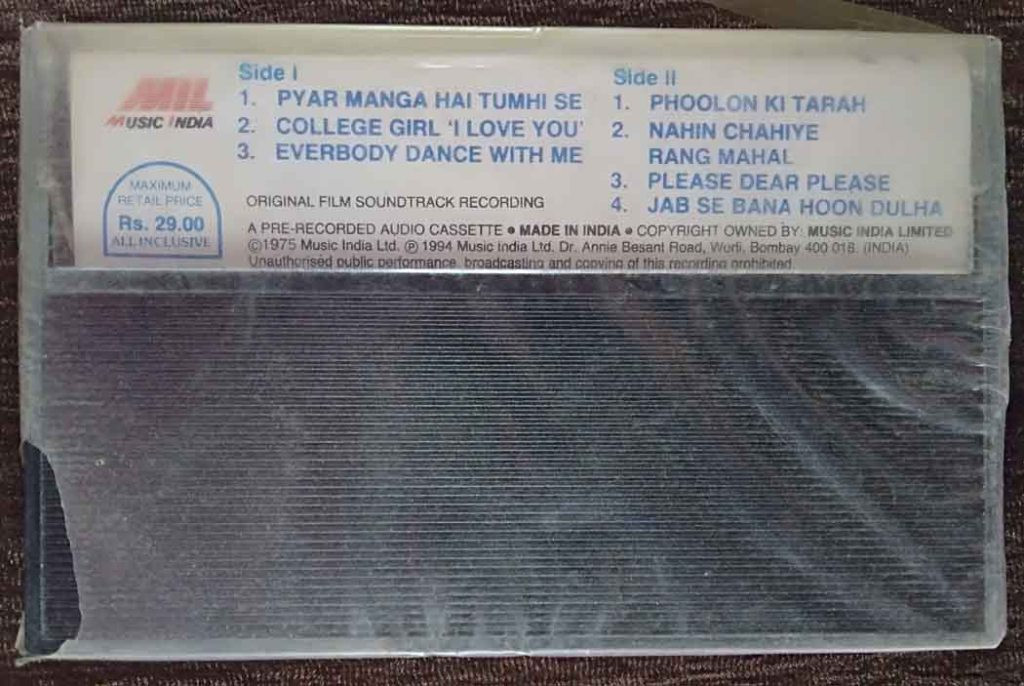 MIL
MUSIC INDIA
MAXIMUM
RETAIL PRICE
Rs. 29.00
ALL INCLUSIVE
Side I
1. PYAR MANGA HAI TUMHI SE
2. COLLEGE GIRL ‘I LOVE YOU’
3. EVERBODY DANCE WITH ME
Side II
1. PHOOLON KI TARAH
2. NAHIN CHAHIYE
RANG MAHAL
3. PLEASE DEAR PLEASE
4. JAB SE BANA HOON DULHA
ORIGINAL FILM SOUNDTRACK RECORDING
A PRE-RECORDED AUDIO CASSETTE • MADE IN INDIA • COPYRIGHT OWNED BY: MUSIC INDIA LIMITED
©1975 Music India Ltd. ℗ 1994 Music India Ltd. Dr. Annie Besant Road, Worli, Bombay 400 018. (INDIA)
Unauthorised public performance, broadcasting and copying of this recording prohibited.